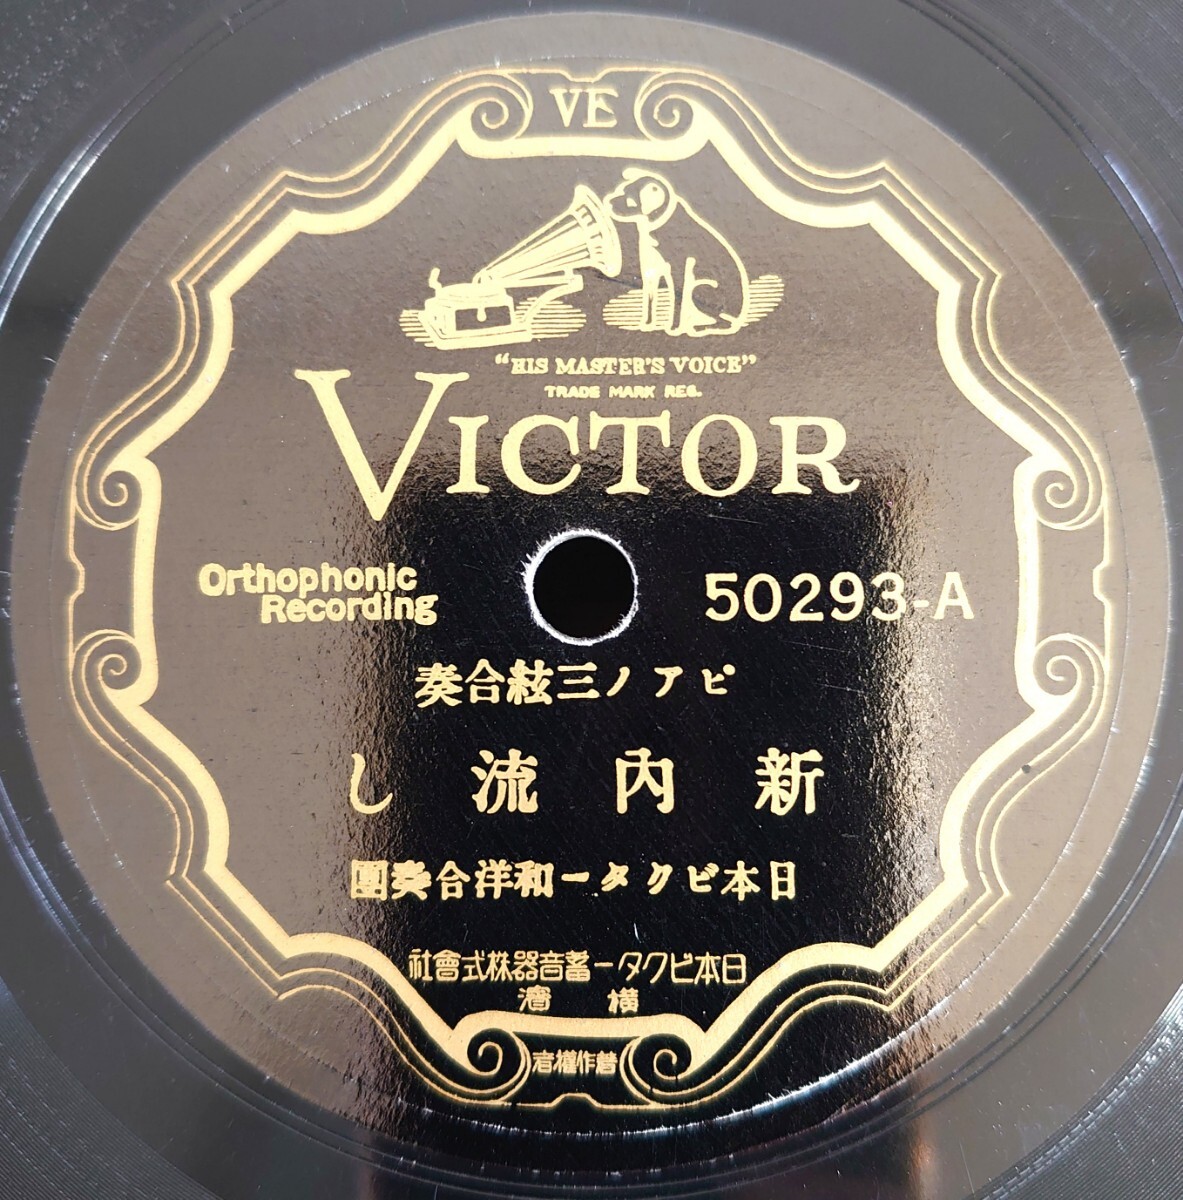 VE
"HIS MASTER'S VOICE"
TRADE MARK REG.
VICTOR
Orthophonic
Recording
50293-A
ピアノ三絃合奏
新內流し
日本ビクター和洋合奏團
日本ビクター蓄音器株式會社
橫濱
著作權者